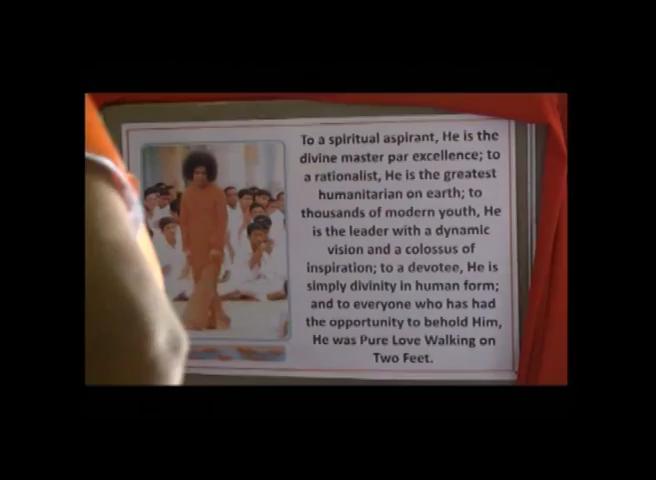 To a spiritual aspirant, He is the
divine master par excellence; to
a rationalist, He is the greatest
humanitarian on earth; to
thousands of modern youth, He
is the leader with a dynamic
vision and a colossus of
inspiration; to a devotee, He is
simply divinity in human form;
and to everyone who has had
the opportunity to behold Him,
He was Pure Love Walking on
Two Feet.